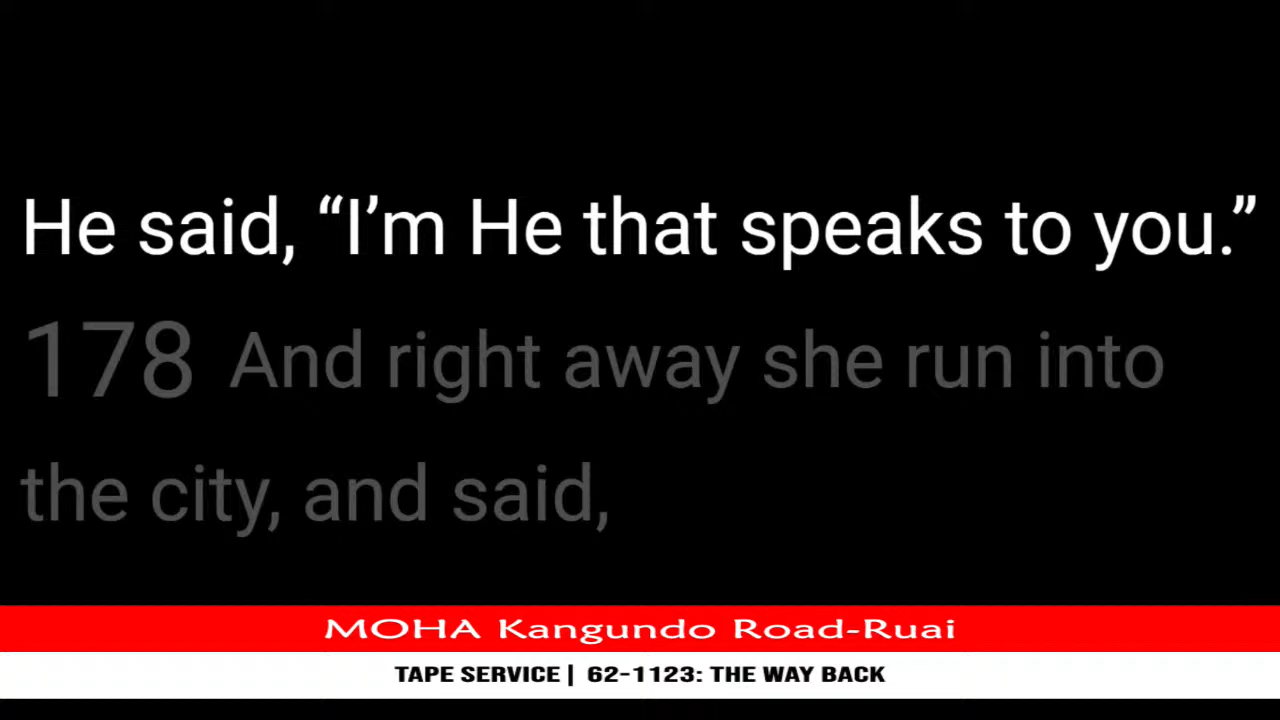 He said, “I’m He that speaks to you.”
178 And right away she run into
the city, and said,
MOHA Kangundo Road-Ruai
TAPE SERVICE | 62-1123: THE WAY BACK